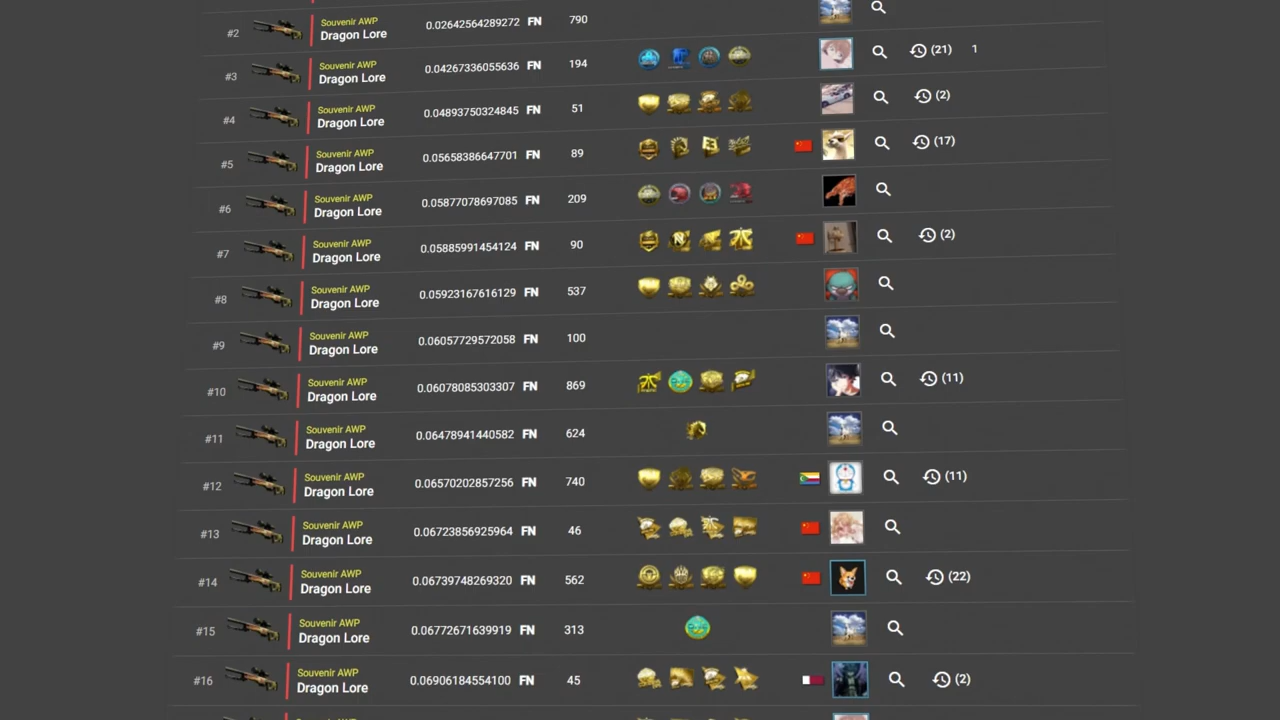 #2 Souvenir AWP Dragon Lore 0.02642564289272 FN 790
#3 Souvenir AWP Dragon Lore 0.04267336055636 FN 194 (21) 1
#4 Souvenir AWP Dragon Lore 0.04893750324845 FN 51 (2)
#5 Souvenir AWP Dragon Lore 0.05658386647701 FN 89 (17)
#6 Souvenir AWP Dragon Lore 0.05877078697085 FN 209
#7 Souvenir AWP Dragon Lore 0.05885991454124 FN 90 (2)
#8 Souvenir AWP Dragon Lore 0.05923167616129 FN 537
#9 Souvenir AWP Dragon Lore 0.06057729572058 FN 100
#10 Souvenir AWP Dragon Lore 0.06078085303307 FN 869 (11)
#11 Souvenir AWP Dragon Lore 0.06478941440582 FN 624
#12 Souvenir AWP Dragon Lore 0.06570202857256 FN 740 (11)
#13 Souvenir AWP Dragon Lore 0.06723856925964 FN 46
#14 Souvenir AWP Dragon Lore 0.06739748269320 FN 562 (22)
#15 Souvenir AWP Dragon Lore 0.06772671639919 FN 313
#16 Souvenir AWP Dragon Lore 0.06906184554100 FN 45 (2)